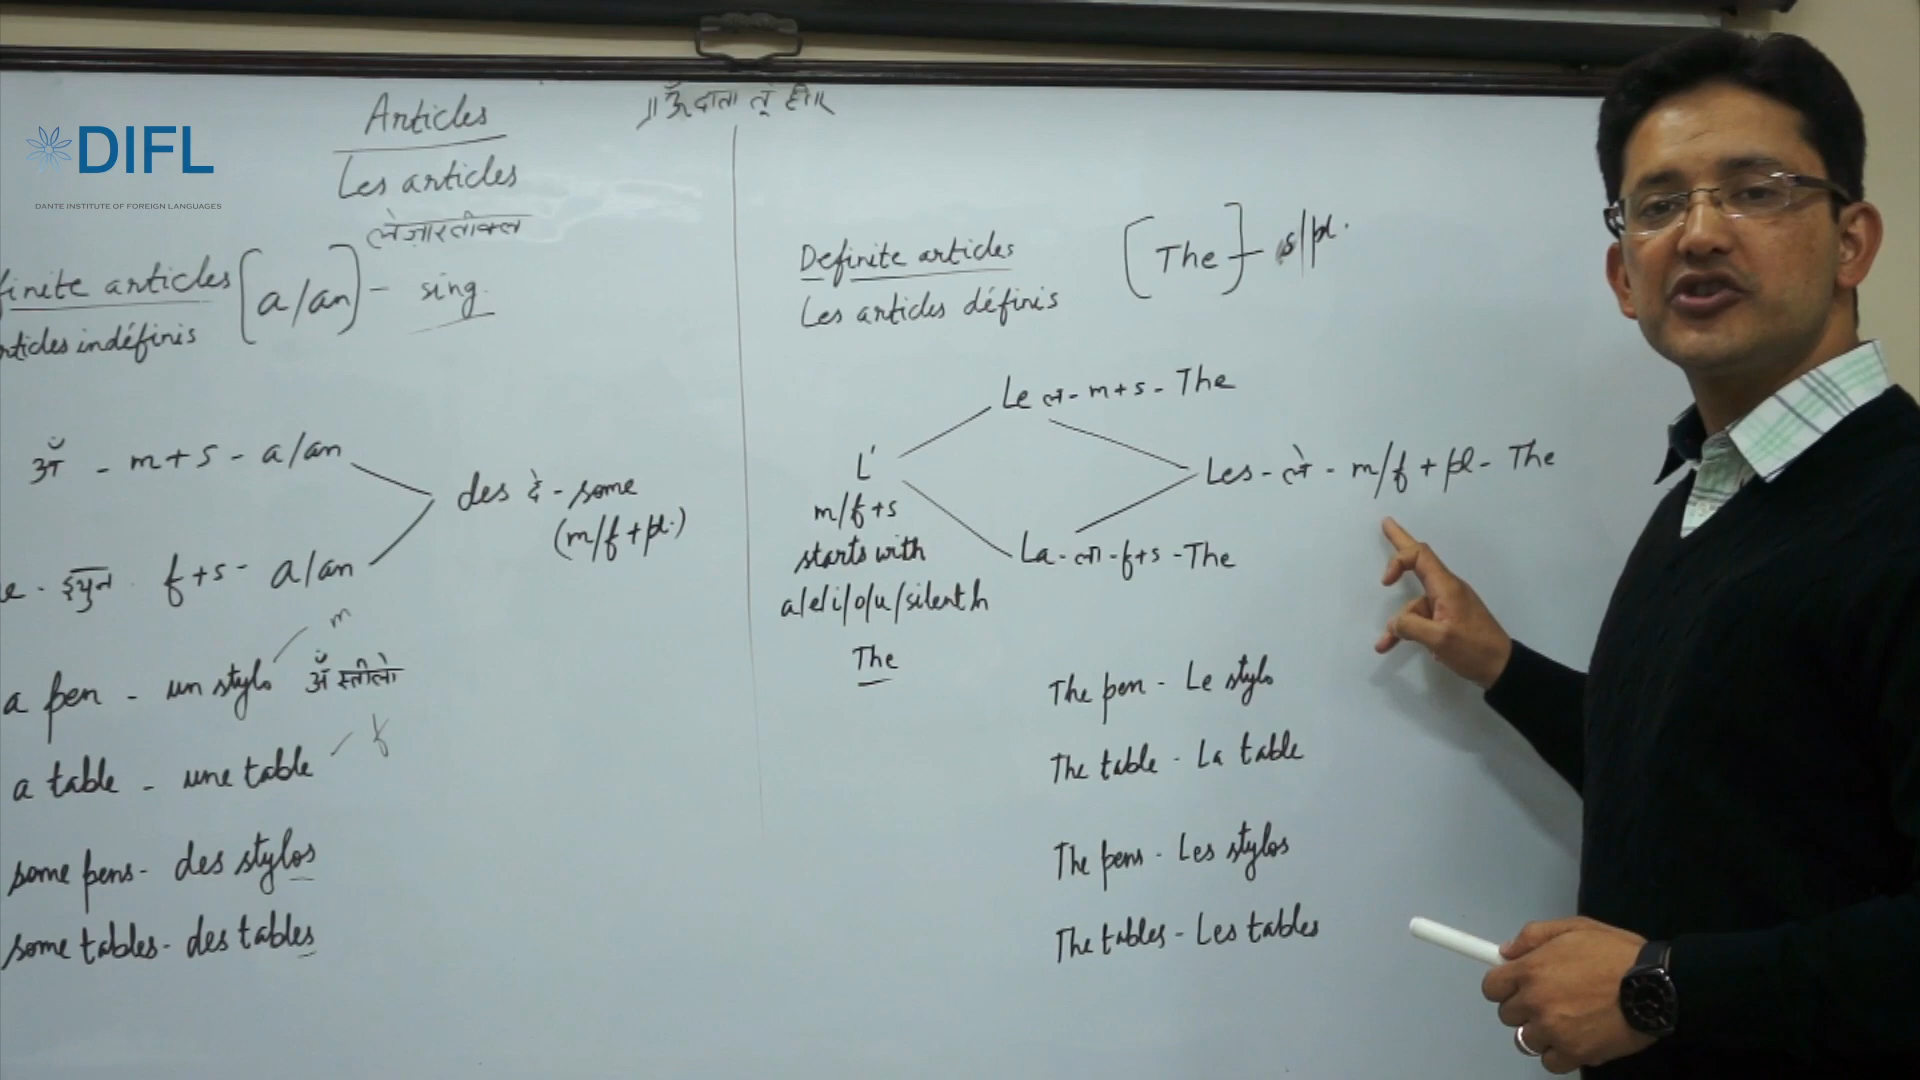 DIFL
DANTE INSTITUTE OF FOREIGN LANGUAGES
Articles
Les articles
लेज़ारतीक्ल
॥ ॐ दाता तू ही॥
finite articles [a/an] - sing.
rticles indéfinis
अँ - m+s - a/an
e - इयुन - f+s - a/an
des दे - some
(m/f+pl.)
a pen - un stylo m अँ स्तीलो
a table - une table f
some pens - des stylos
some tables - des tables
Definite articles [The] - s/pl.
Les articles définis
Le ल - m+s - The
L'
m/f+s
starts with
a/e/i/o/u/silent h
The
La - ला - f+s - The
Les - ले - m/f + pl - The
The pen - Le stylo
The table - La table
The pens - Les stylos
The tables - Les tables